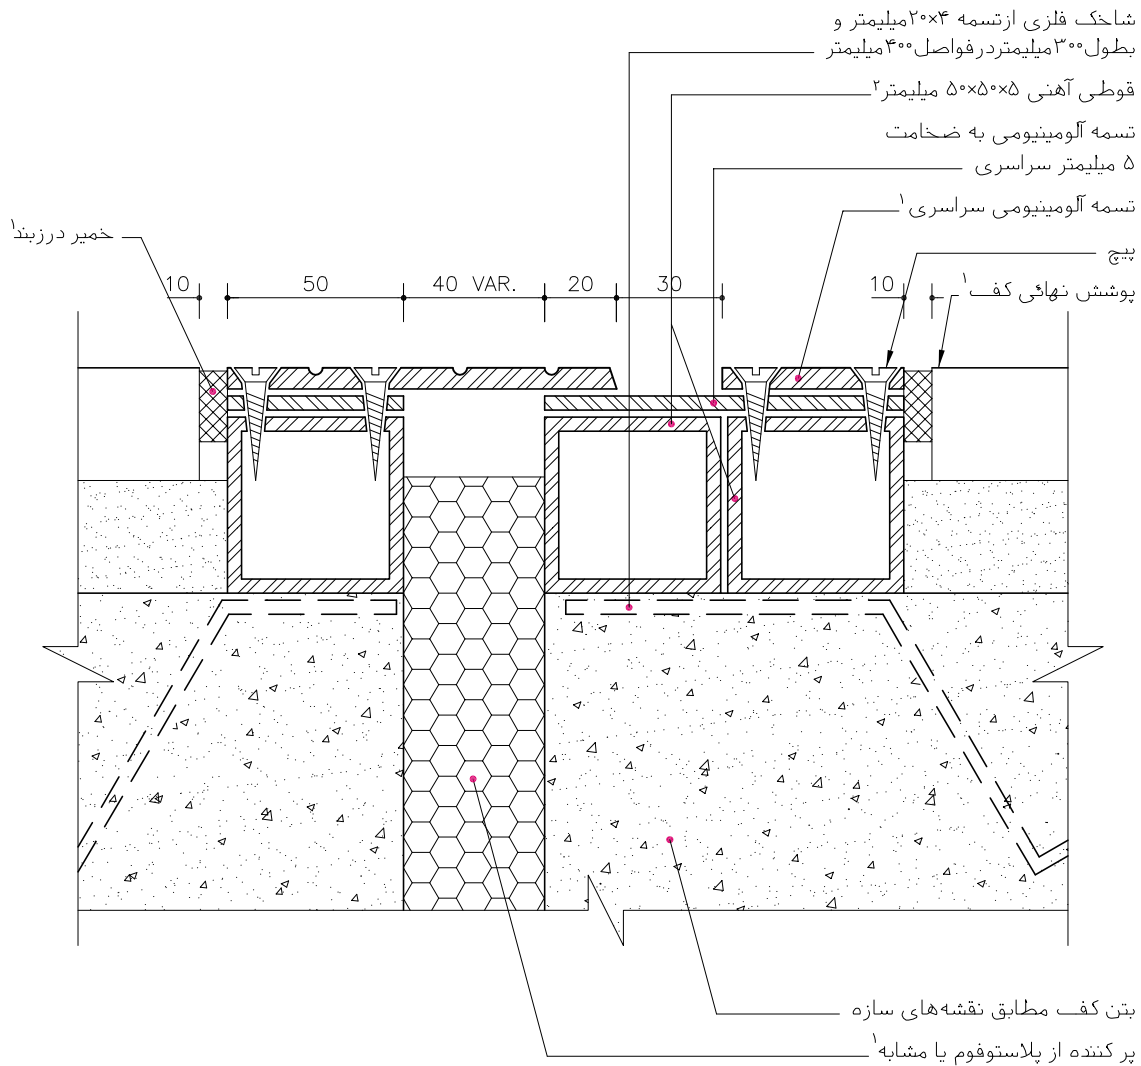 شاخک فلزی ازتسمه ۴×۲۰میلیمتر و
بطول۳۰۰میلیمتردرفواصل۴۰۰میلیمتر
قوطی آهنی ۵×۵۰×۵۰ میلیمتر۲
تسمه آلومینیومی به ضخامت
۵ میلیمتر سراسری
تسمه آلومینیومی سراسری۱
خمیر درزبند۱
پیچ
پوشش نهائی کف۱
10 50 40 VAR. 20 30 10
بتن کف مطابق نقشه‌های سازه
پر کننده از پلاستوفوم یا مشابه۱